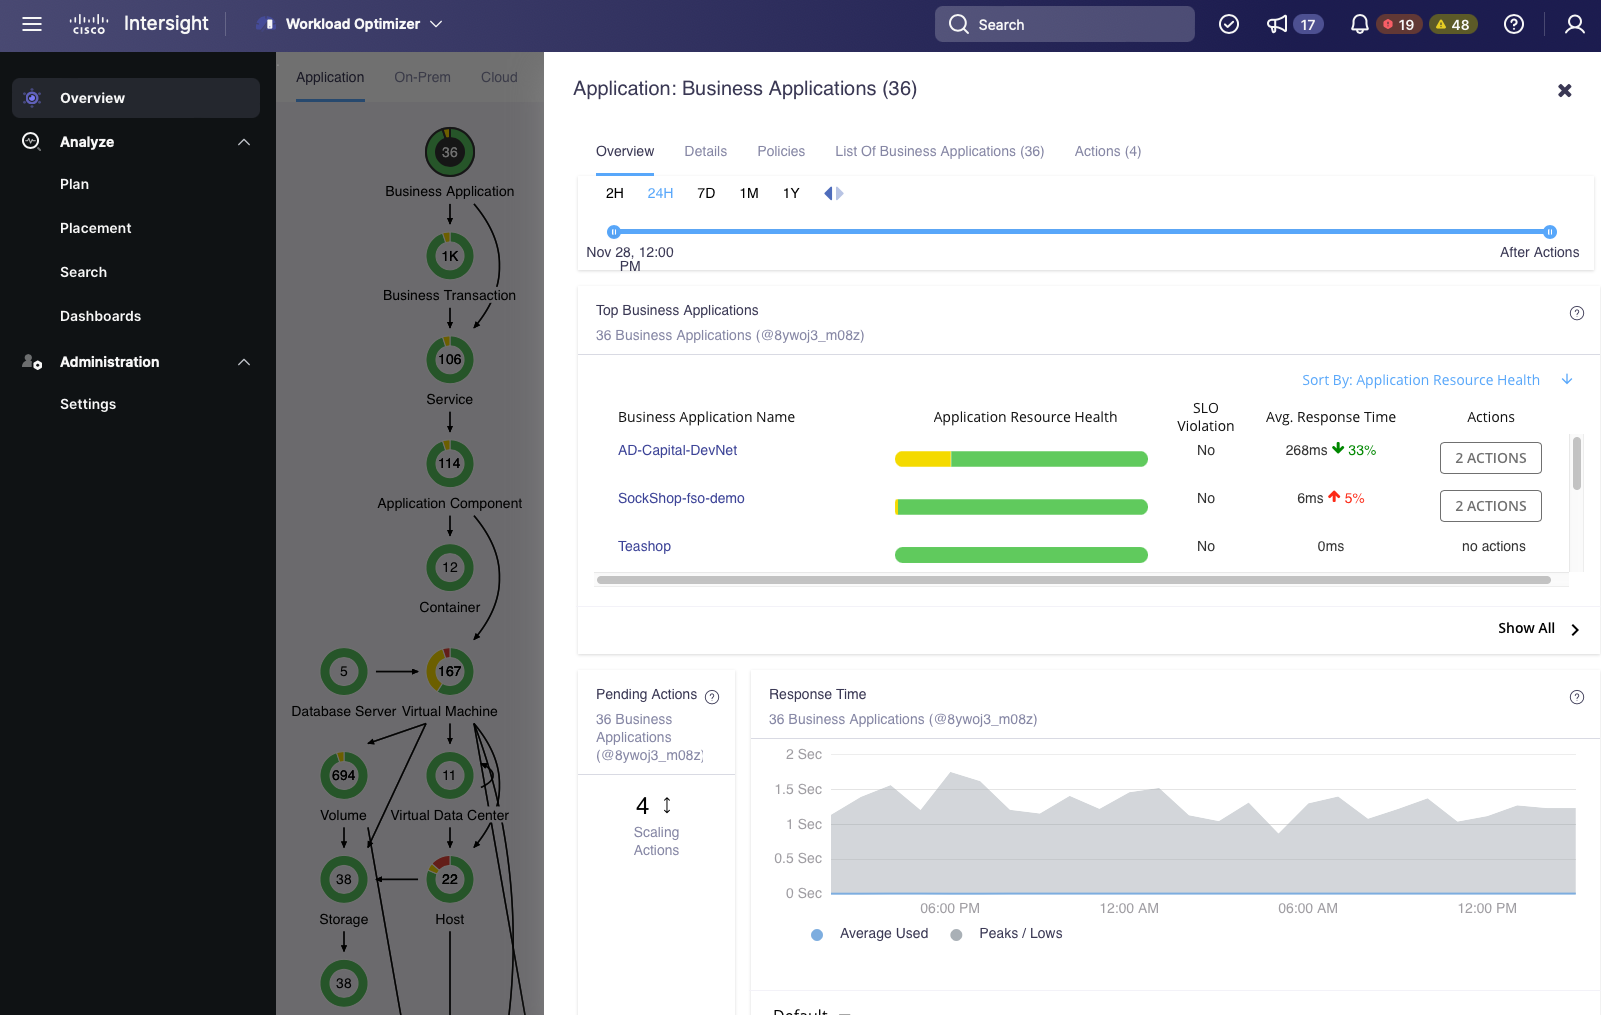 cisco Intersight
Workload Optimizer
Search
17
19
48
Overview
Analyze
Plan
Placement
Search
Dashboards
Administration
Settings
Application On-Prem Cloud
36
Business Application
1K
Business Transaction
106
Service
114
Application Component
12
Container
5
167
Database Server Virtual Machine
694
11
Volume
Virtual Data Center
38
22
Storage
Host
38
Application: Business Applications (36)
Overview Details Policies List Of Business Applications (36) Actions (4)
2H 24H 7D 1M 1Y
Nov 28, 12:00
PM
After Actions
Top Business Applications
36 Business Applications (@8ywoj3_m08z)
Sort By: Application Resource Health
Business Application Name Application Resource Health SLO
Violation Avg. Response Time Actions
AD-Capital-DevNet No 268ms 33% 2 ACTIONS
SockShop-fso-demo No 6ms 5% 2 ACTIONS
Teashop No 0ms no actions
Show All
Pending Actions
36 Business
Applications
(@8ywoj3_m08z)
4
Scaling
Actions
Response Time
36 Business Applications (@8ywoj3_m08z)
2 Sec
1.5 Sec
1 Sec
0.5 Sec
0 Sec
06:00 PM 12:00 AM 06:00 AM 12:00 PM
Average Used Peaks / Lows
Default